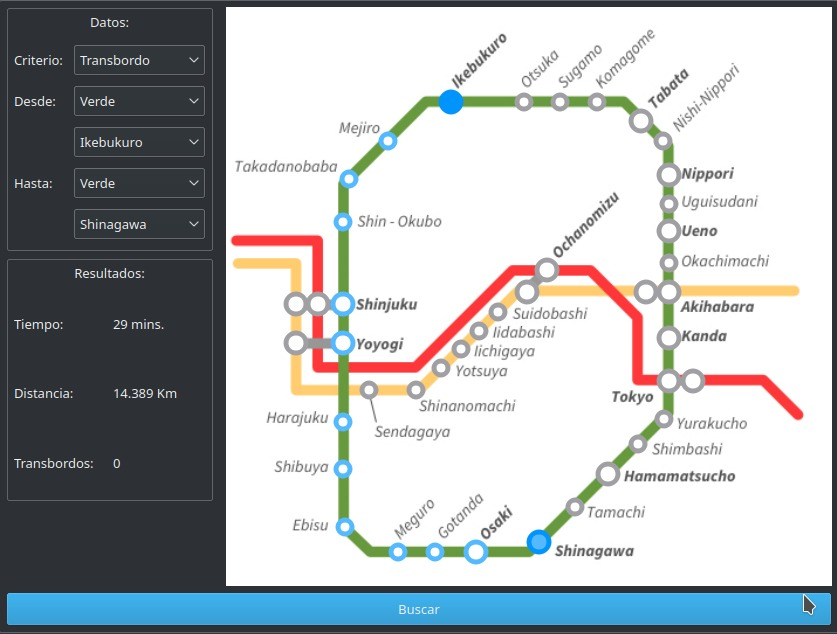 Datos:
Criterio: Transbordo
Desde: Verde
Ikebukuro
Hasta: Verde
Shinagawa
Resultados:
Tiempo: 29 mins.
Distancia: 14.389 Km
Transbordos: 0
Ikebukuro
Otsuka
Sugamo
Komagome
Tabata
Nishi-Nippori
Mejiro
Takadanobaba
Nippori
Uguisudani
Shin - Okubo
Ochanomizu
Ueno
Okachimachi
Shinjuku
Akihabara
Suidobashi
Iidabashi
Kanda
Yoyogi
Iichigaya
Yotsuya
Tokyo
Shinanomachi
Harajuku
Sendagaya
Yurakucho
Shimbashi
Shibuya
Hamamatsucho
Ebisu
Meguro
Gotanda
Osaki
Tamachi
Shinagawa
Buscar